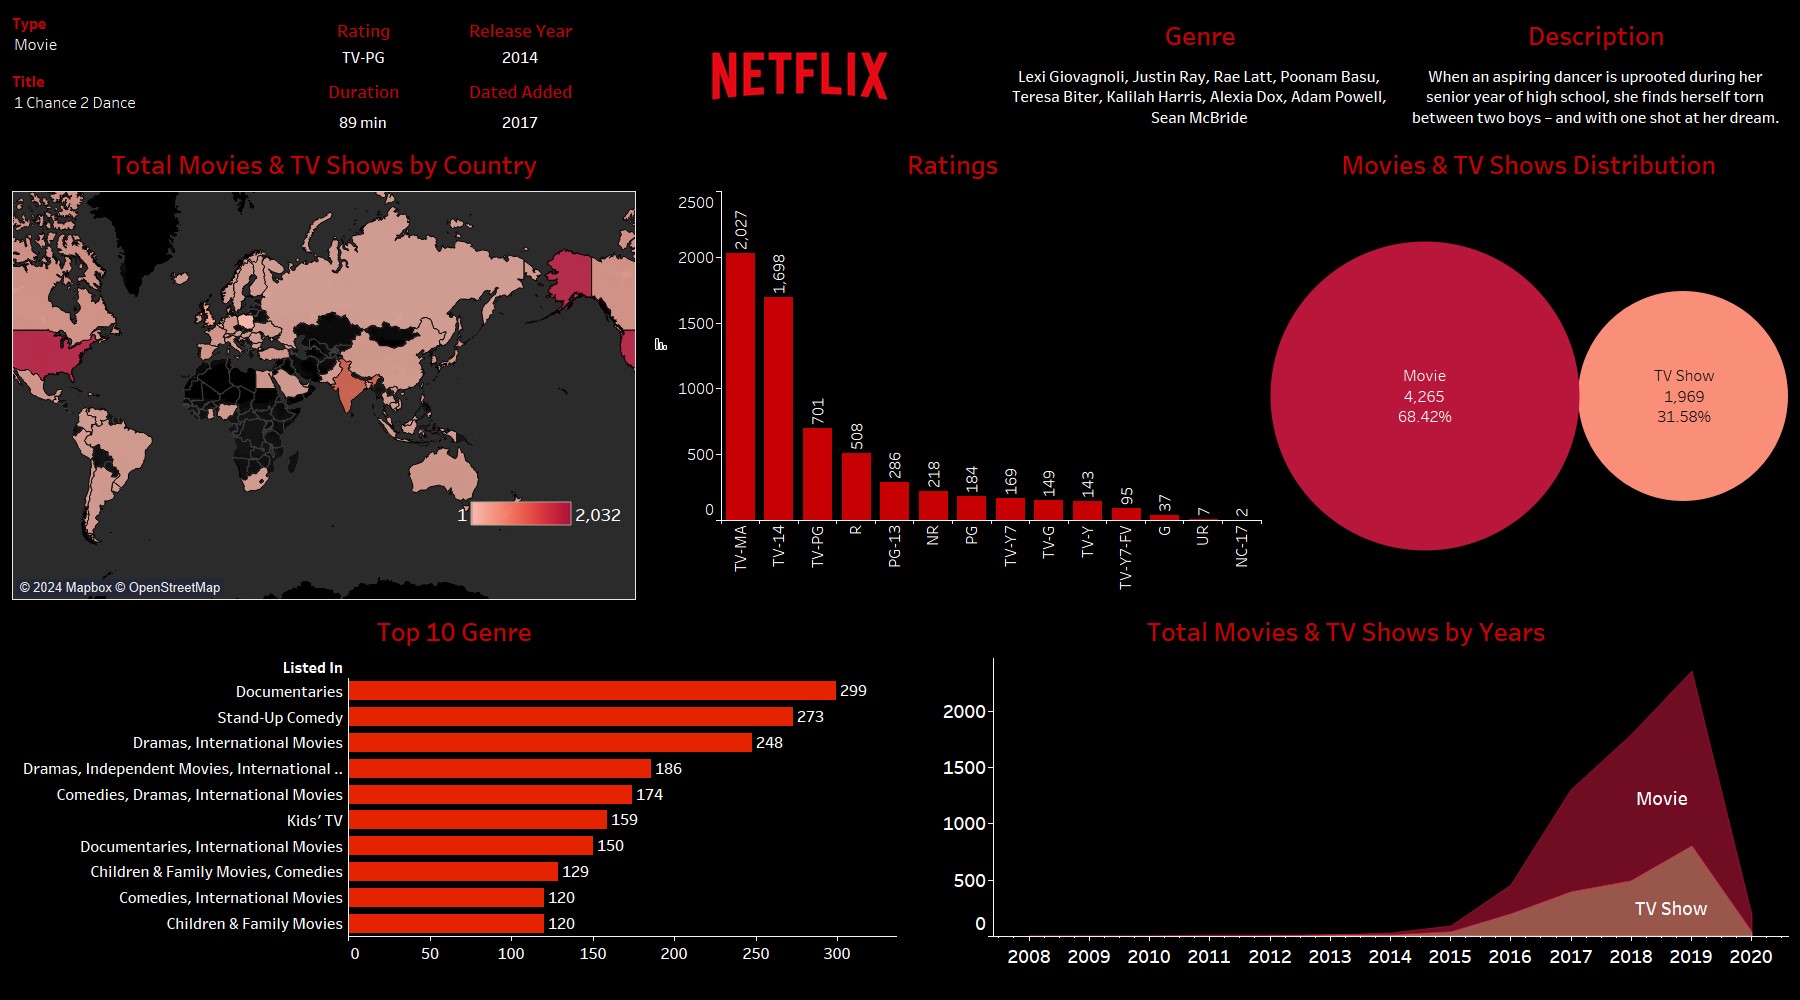 Type
Movie
Title
1 Chance 2 Dance
Rating
TV-PG
Duration
89 min
Release Year
2014
Dated Added
2017
NETFLIX
Genre
Lexi Giovagnoli, Justin Ray, Rae Latt, Poonam Basu,
Teresa Biter, Kalilah Harris, Alexia Dox, Adam Powell,
Sean McBride
Description
When an aspiring dancer is uprooted during her
senior year of high school, she finds herself torn
between two boys – and with one shot at her dream.
Total Movies & TV Shows by Country
1
2,032
© 2024 Mapbox © OpenStreetMap
Ratings
2500
2000
1500
1000
500
0
2,027
1,698
701
508
286
218
184
169
149
143
95
37
7
2
TV-MA
TV-14
TV-PG
R
PG-13
NR
PG
TV-Y7
TV-G
TV-Y
TV-Y7-FV
G
UR
NC-17
Movies & TV Shows Distribution
Movie
4,265
68.42%
TV Show
1,969
31.58%
Top 10 Genre
Listed In
Documentaries 299
Stand-Up Comedy 273
Dramas, International Movies 248
Dramas, Independent Movies, International .. 186
Comedies, Dramas, International Movies 174
Kids’ TV 159
Documentaries, International Movies 150
Children & Family Movies, Comedies 129
Comedies, International Movies 120
Children & Family Movies 120
0 50 100 150 200 250 300
Total Movies & TV Shows by Years
2000
1500
1000
500
0
Movie
TV Show
2008 2009 2010 2011 2012 2013 2014 2015 2016 2017 2018 2019 2020